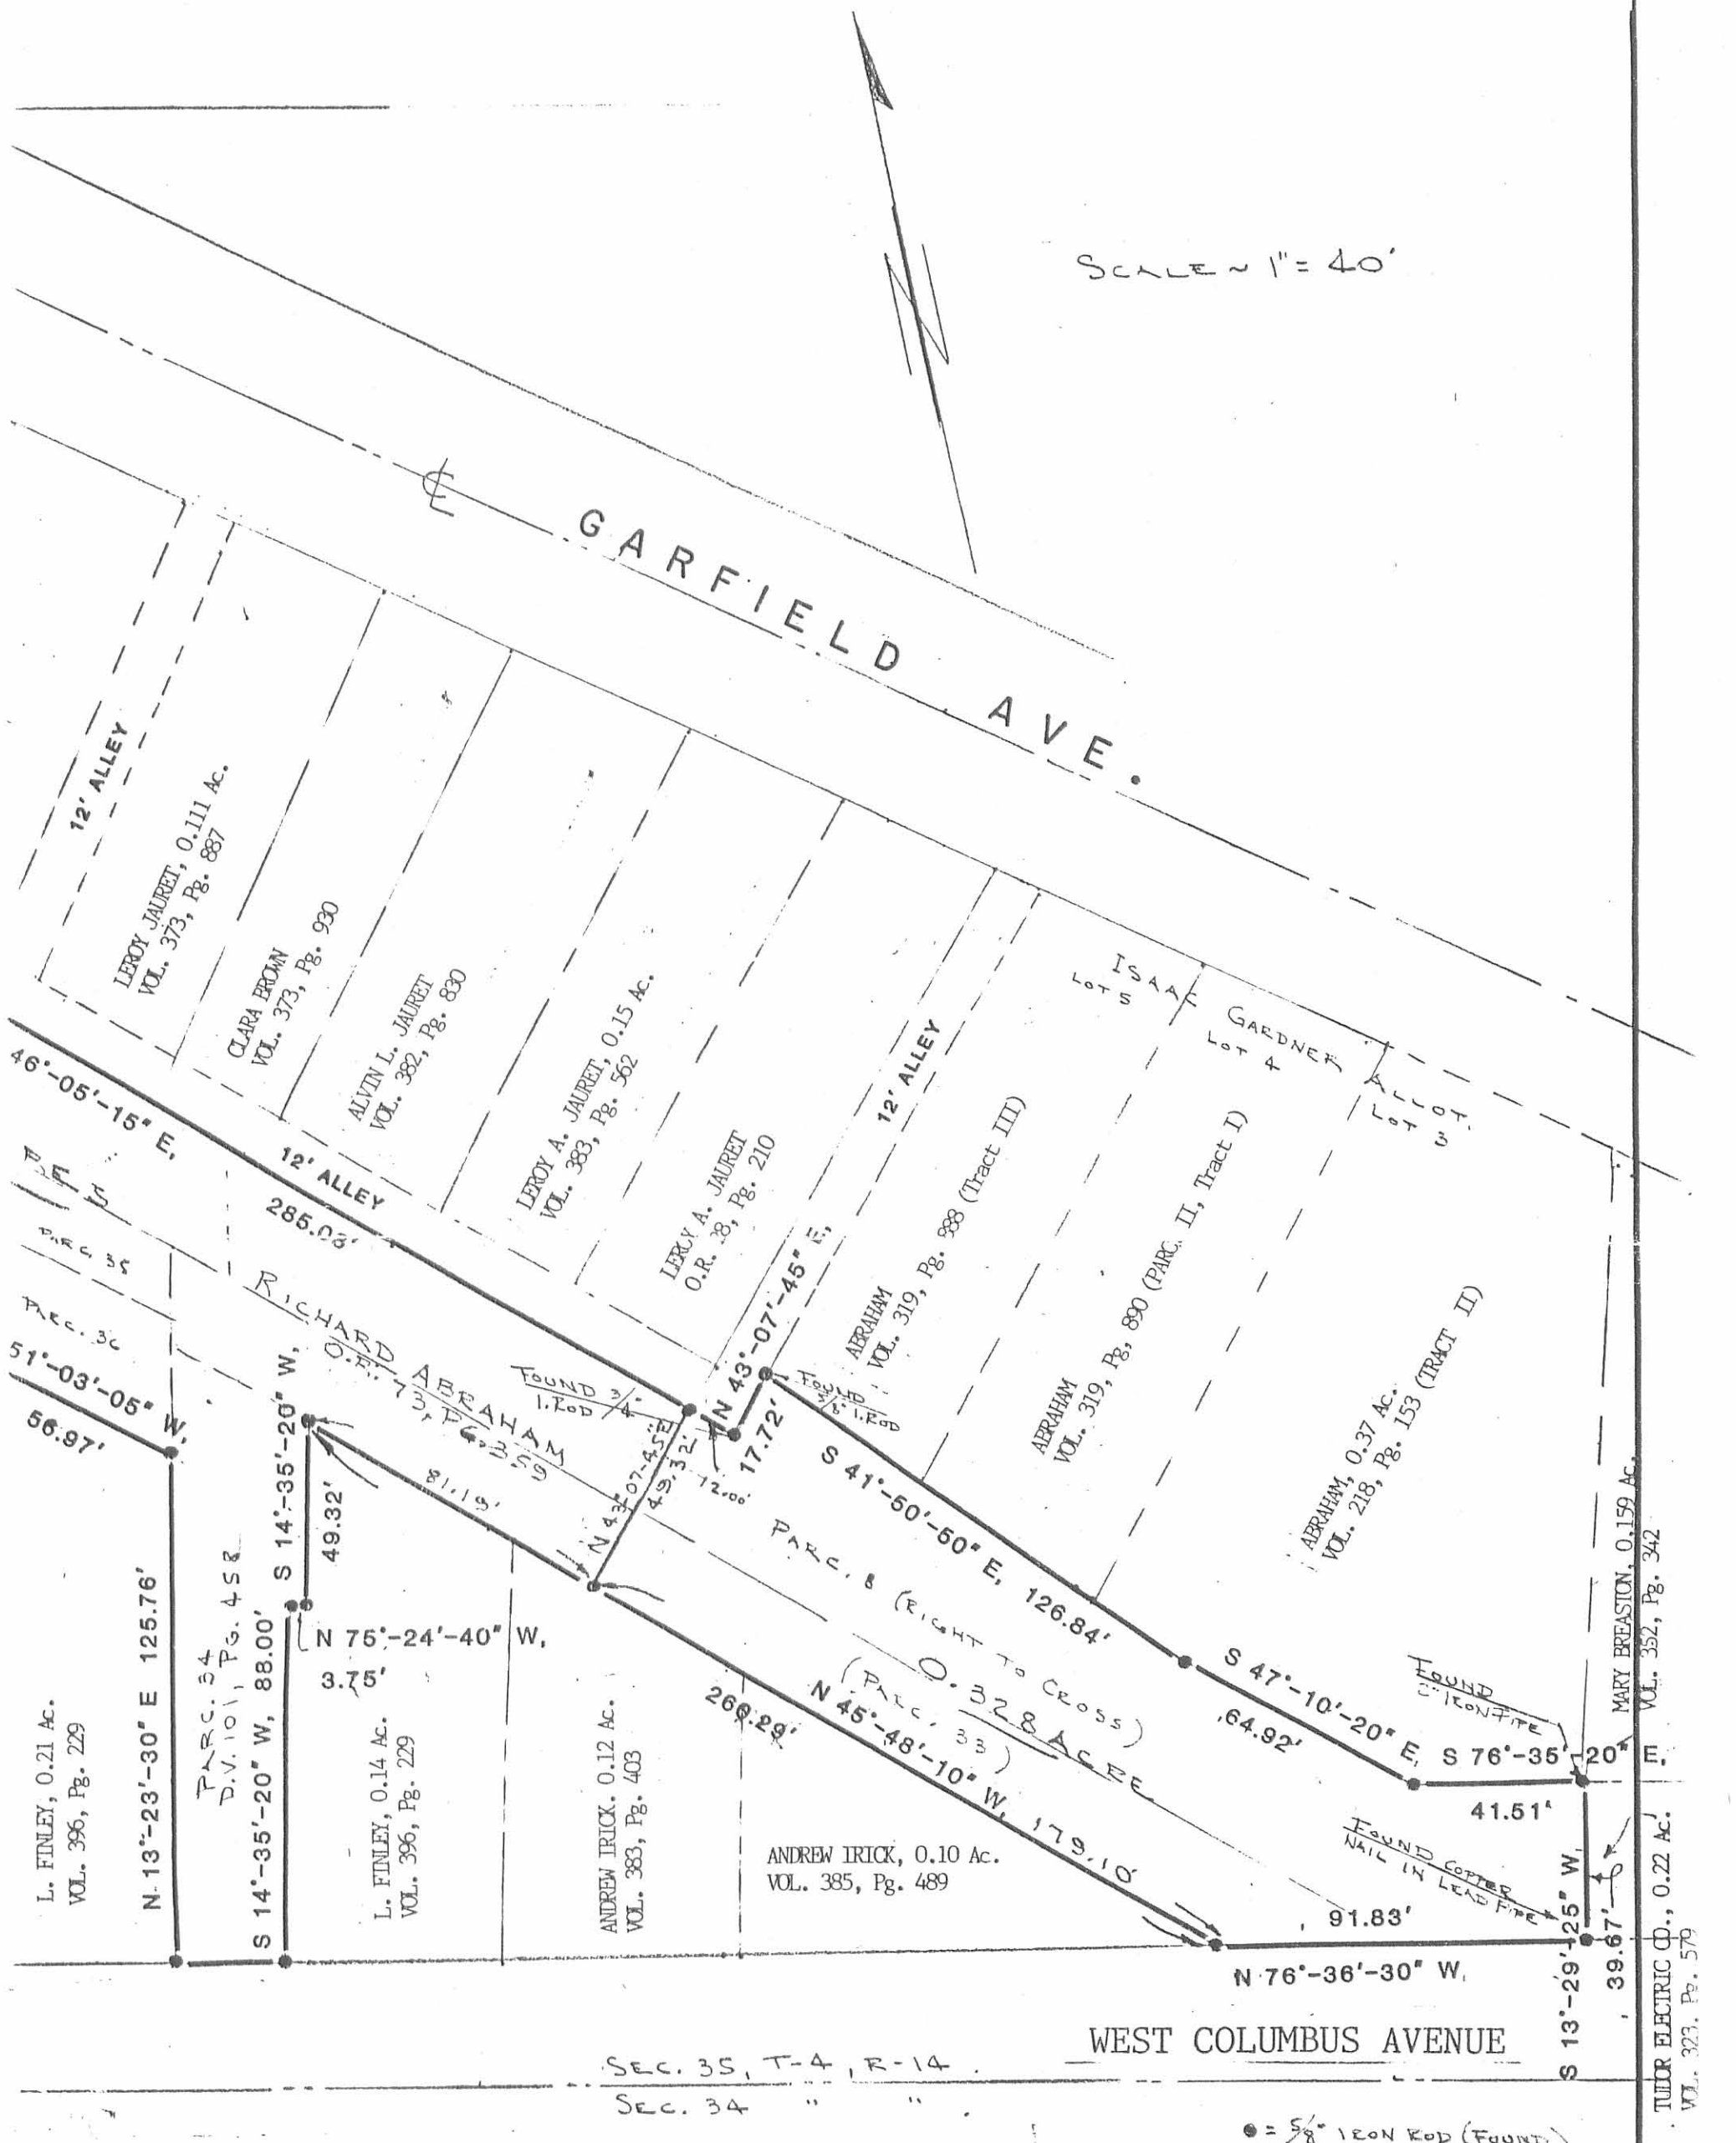 SCALE ~ 1" = 40'
GARFIELD AVE.
12' ALLEY
LEROY JAURET, 0.111 Ac.
VOL. 373, Pg. 887
CLARA BROWN
VOL. 373, Pg. 930
ALVIN L. JAURET
VOL. 382, Pg. 830
LEROY A. JAURET, 0.15 Ac.
VOL. 383, Pg. 562
LEROY A. JAURET
O.R. 18, Pg. 210
12' ALLEY
ISAAC GARDNER ALLOT.
LOT 5
LOT 4
LOT 3
ABRAHAM
VOL. 319, Pg. 888 (Tract III)
ABRAHAM
VOL. 319, Pg. 890 (PARC. II, Tract I)
ABRAHAM, 0.37 Ac.
VOL. 218, Pg. 153 (TRACT II)
MARY BREASTON, 0.159 Ac.
VOL. 352, Pg. 342
46°-05'-15" E,
12' ALLEY
285.08'
PARC. 36
51°-03'-05" W,
56.97'
RICHARD ABRAHAM
O.R. 73, PG. 359
FOUND 3/4"
I. ROD
N 43°-07'-45" E,
17.72'
FOUND
5/8" I. ROD
12.00'
N 43°-07-45"E
49.32'
S 14°-35'-20" W,
49.32'
81.19'
S 41°-50'-50" E, 126.84'
PARC. 8 (RIGHT TO CROSS)
0.328 ACRE
(PARC. 33)
S 47°-10'-20" E,
64.92'
FOUND
IRON PIPE
S 76°-35'-20" E,
41.51'
N 75°-24'-40" W,
3.75'
N 13°-23'-30" E 125.76'
PARC. 34
D.V. 101, PG. 458
S 14°-35'-20" W, 88.00'
L. FINLEY, 0.21 Ac.
VOL. 396, Pg. 229
L. FINLEY, 0.14 Ac.
VOL. 396, Pg. 229
ANDREW IRICK. 0.12 Ac.
VOL. 383, Pg. 403
260.29'
N 45°-48'-10" W, 179.10'
ANDREW IRICK, 0.10 Ac.
VOL. 385, Pg. 489
FOUND COPPER
NAIL IN LEAD PIPE
91.83'
N 76°-36'-30" W,
S 13°-29'-25" W,
39.67'
TUDOR ELECTRIC CO., 0.22 Ac.
VOL. 323, Pg. 579
WEST COLUMBUS AVENUE
SEC. 35, T-4, R-14
SEC. 34 " "
● = 5/8" IRON ROD (FOUND)